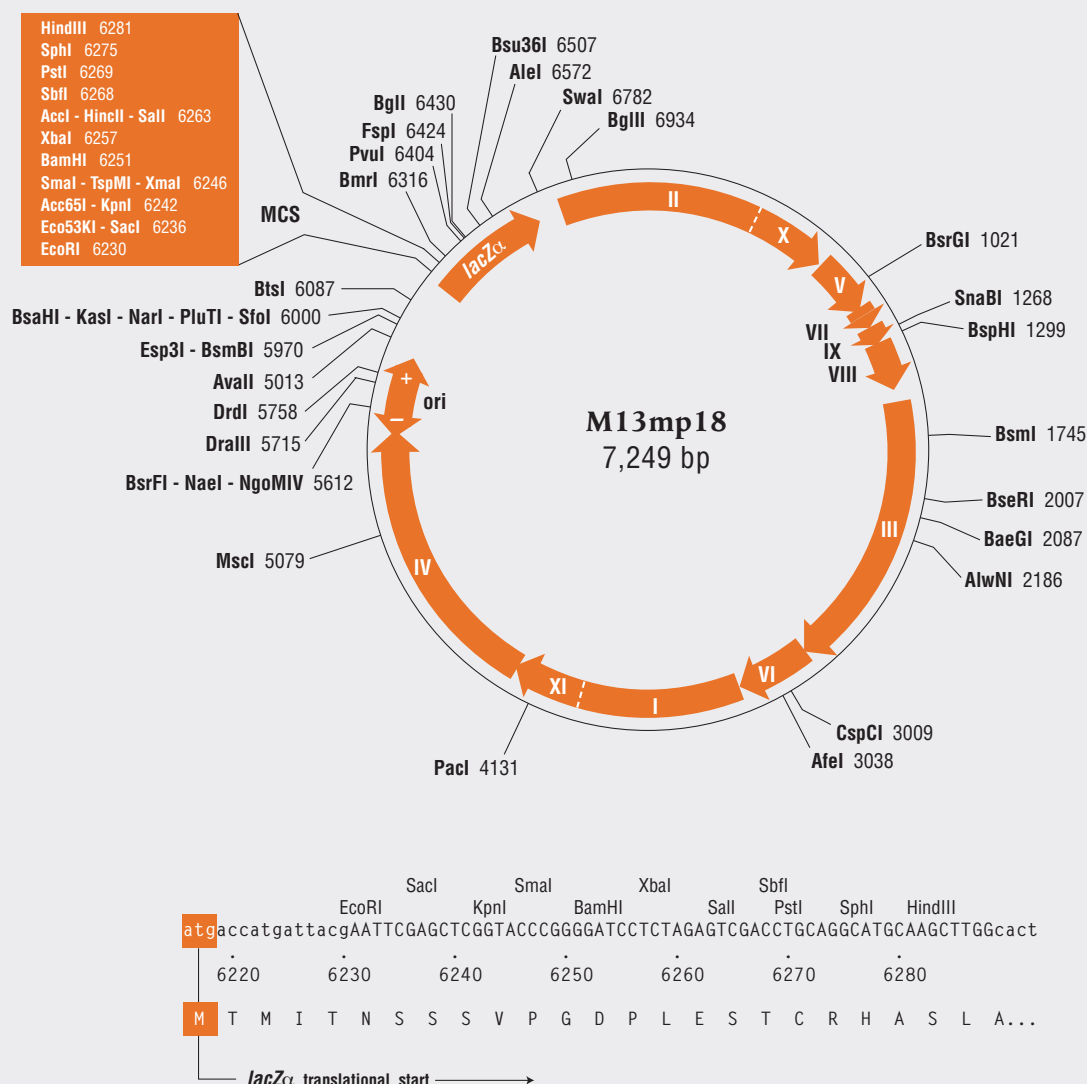 HindIII 6281
SphI 6275
PstI 6269
SbfI 6268
AccI - HincII - SalI 6263
XbaI 6257
BamHI 6251
SmaI - TspMI - XmaI 6246
Acc65I - KpnI 6242
Eco53KI - SacI 6236
EcoRI 6230
MCS
Bsu36I 6507
AleI 6572
SwaI 6782
BglII 6934
BglI 6430
FspI 6424
PvuI 6404
BmrI 6316
BtsI 6087
BsaHI - KasI - NarI - PluTI - SfoI 6000
Esp3I - BsmBI 5970
AvaII 5013
DrdI 5758
DraIII 5715
BsrFI - NaeI - NgoMIV 5612
MscI 5079
PacI 4131
BsrGI 1021
SnaBI 1268
BspHI 1299
BsmI 1745
BseRI 2007
BaeGI 2087
AlwNI 2186
CspCI 3009
AfeI 3038
lacZα
II
X
V
VII
IX
VIII
III
VI
I
XI
IV
+
ori
–
M13mp18
7,249 bp
SacI SmaI XbaI SbfI
EcoRI KpnI BamHI SalI PstI SphI HindIII
atgaccatgattacgAATTCGAGCTCGGTACCCGGGGATCCTCTAGAGTCGACCTGCAGGCATGCAAGCTTGGcact
. . . . . . .
6220 6230 6240 6250 6260 6270 6280
M T M I T N S S S V P G D P L E S T C R H A S L A...
lacZα translational start